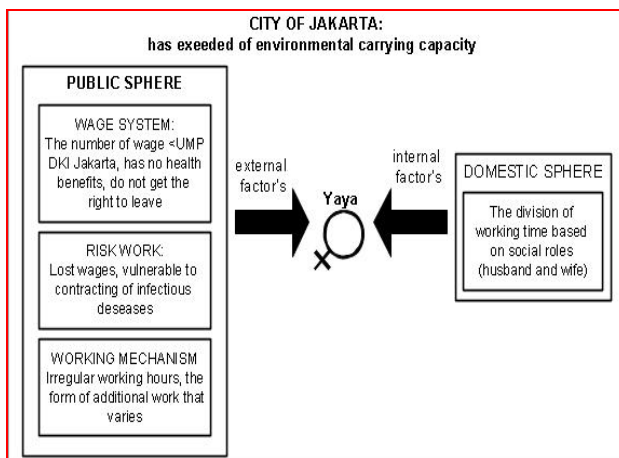 CITY OF JAKARTA:
has exeeded of environmental carrying capacity
PUBLIC SPHERE
WAGE SYSTEM:
The number of wage <UMP
DKI Jakarta, has no health
benefits, do not get the
right to leave
RISK WORK:
Lost wages, vulnerable to
contracting of infectious
deseases
WORKING MECHANISM
Irregular working hours, the
form of additional work that
varies
external
factor's
Yaya
internal
factor's
DOMESTIC SPHERE
The division of
working time based
on social roles
(husband and wife)